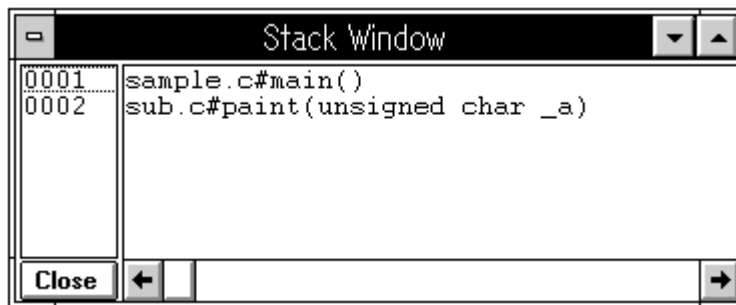 Stack Window
0001 sample.c#main()
0002 sub.c#paint(unsigned char _a)
Close